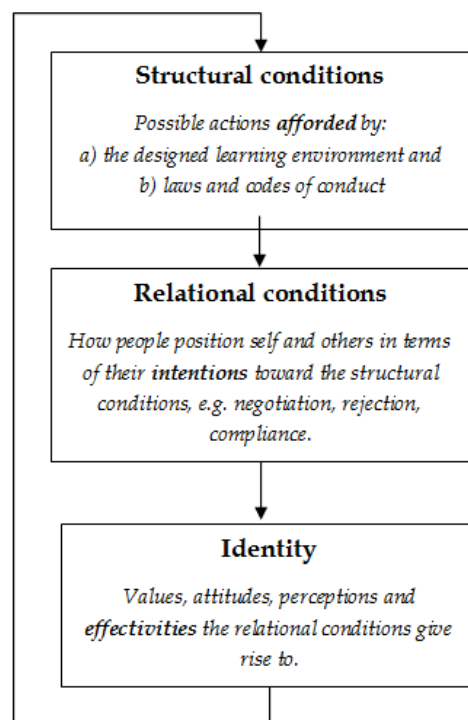 Structural conditions
Possible actions afforded by:
a) the designed learning environment and
b) laws and codes of conduct
Relational conditions
How people position self and others in terms
of their intentions toward the structural
conditions, e.g. negotiation, rejection,
compliance.
Identity
Values, attitudes, perceptions and
effectivities the relational conditions give
rise to.